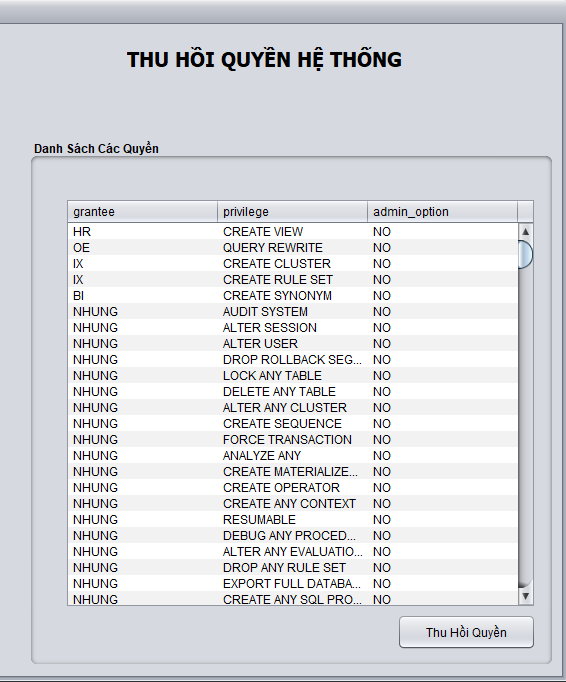 THU HỒI QUYỀN HỆ THỐNG
Danh Sách Các Quyền
grantee privilege admin_option
HR CREATE VIEW NO
OE QUERY REWRITE NO
IX CREATE CLUSTER NO
IX CREATE RULE SET NO
BI CREATE SYNONYM NO
NHUNG AUDIT SYSTEM NO
NHUNG ALTER SESSION NO
NHUNG ALTER USER NO
NHUNG DROP ROLLBACK SEG... NO
NHUNG LOCK ANY TABLE NO
NHUNG DELETE ANY TABLE NO
NHUNG ALTER ANY CLUSTER NO
NHUNG CREATE SEQUENCE NO
NHUNG FORCE TRANSACTION NO
NHUNG ANALYZE ANY NO
NHUNG CREATE MATERIALIZE... NO
NHUNG CREATE OPERATOR NO
NHUNG CREATE ANY CONTEXT NO
NHUNG RESUMABLE NO
NHUNG DEBUG ANY PROCED... NO
NHUNG ALTER ANY EVALUATIO... NO
NHUNG DROP ANY RULE SET NO
NHUNG EXPORT FULL DATABA... NO
NHUNG CREATE ANY SQL PRO... NO
Thu Hồi Quyền